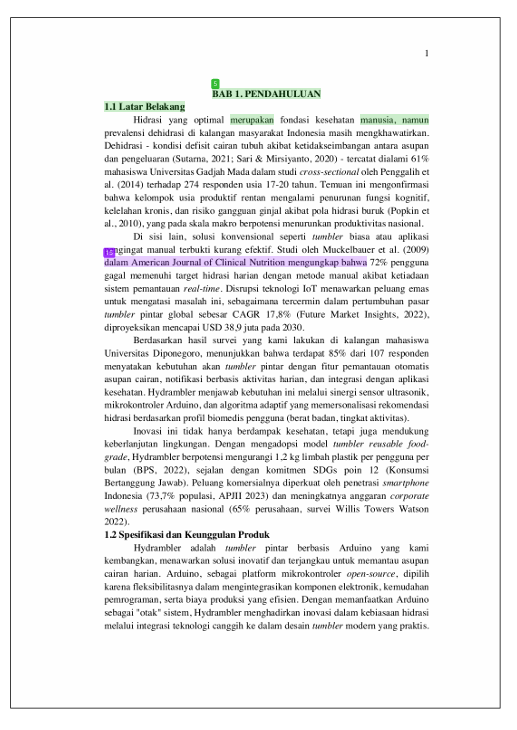 1
5
BAB 1. PENDAHULUAN
1.1 Latar Belakang
Hidrasi yang optimal merupakan fondasi kesehatan manusia, namun
prevalensi dehidrasi di kalangan masyarakat Indonesia masih mengkhawatirkan.
Dehidrasi - kondisi defisit cairan tubuh akibat ketidakseimbangan antara asupan
dan pengeluaran (Sutarna, 2021; Sari & Mirsiyanto, 2020) - tercatat dialami 61%
mahasiswa Universitas Gadjah Mada dalam studi cross-sectional oleh Penggalih et
al. (2014) terhadap 274 responden usia 17-20 tahun. Temuan ini mengonfirmasi
bahwa kelompok usia produktif rentan mengalami penurunan fungsi kognitif,
kelelahan kronis, dan risiko gangguan ginjal akibat pola hidrasi buruk (Popkin et
al., 2010), yang pada skala makro berpotensi menurunkan produktivitas nasional.
Di sisi lain, solusi konvensional seperti tumbler biasa atau aplikasi
15
ngingat manual terbukti kurang efektif. Studi oleh Muckelbauer et al. (2009)
dalam American Journal of Clinical Nutrition mengungkap bahwa 72% pengguna
gagal memenuhi target hidrasi harian dengan metode manual akibat ketiadaan
sistem pemantauan real-time. Disrupsi teknologi IoT menawarkan peluang emas
untuk mengatasi masalah ini, sebagaimana tercermin dalam pertumbuhan pasar
tumbler pintar global sebesar CAGR 17,8% (Future Market Insights, 2022),
diproyeksikan mencapai USD 38,9 juta pada 2030.
Berdasarkan hasil survei yang kami lakukan di kalangan mahasiswa
Universitas Diponegoro, menunjukkan bahwa terdapat 85% dari 107 responden
menyatakan kebutuhan akan tumbler pintar dengan fitur pemantauan otomatis
asupan cairan, notifikasi berbasis aktivitas harian, dan integrasi dengan aplikasi
kesehatan. Hydrambler menjawab kebutuhan ini melalui sinergi sensor ultrasonik,
mikrokontroler Arduino, dan algoritma adaptif yang mempersonalisasi rekomendasi
hidrasi berdasarkan profil biomedis pengguna (berat badan, tingkat aktivitas).
Inovasi ini tidak hanya berdampak kesehatan, tetapi juga mendukung
keberlanjutan lingkungan. Dengan mengadopsi model tumbler reusable food-
grade, Hydrambler berpotensi mengurangi 1,2 kg limbah plastik per pengguna per
bulan (BPS, 2022), sejalan dengan komitmen SDGs poin 12 (Konsumsi
Bertanggung Jawab). Peluang komersialnya diperkuat oleh penetrasi smartphone
Indonesia (73,7% populasi, APJII 2023) dan meningkatnya anggaran corporate
wellness perusahaan nasional (65% perusahaan, survei Willis Towers Watson
2022).
1.2 Spesifikasi dan Keunggulan Produk
Hydrambler adalah tumbler pintar berbasis Arduino yang kami
kembangkan, menawarkan solusi inovatif dan terjangkau untuk memantau asupan
cairan harian. Arduino, sebagai platform mikrokontroler open-source, dipilih
karena fleksibilitasnya dalam mengintegrasikan komponen elektronik, kemudahan
pemrograman, serta biaya produksi yang efisien. Dengan memanfaatkan Arduino
sebagai "otak" sistem, Hydrambler menghadirkan inovasi dalam kebiasaan hidrasi
melalui integrasi teknologi canggih ke dalam desain tumbler modern yang praktis.